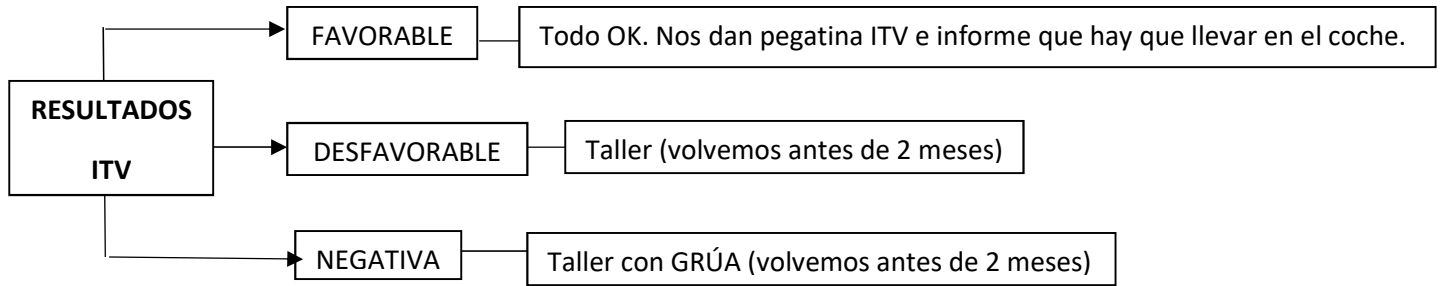 FAVORABLE
Todo OK. Nos dan pegatina ITV e informe que hay que llevar en el coche.
RESULTADOS
ITV
DESFAVORABLE
Taller (volvemos antes de 2 meses)
NEGATIVA
Taller con GRÚA (volvemos antes de 2 meses)